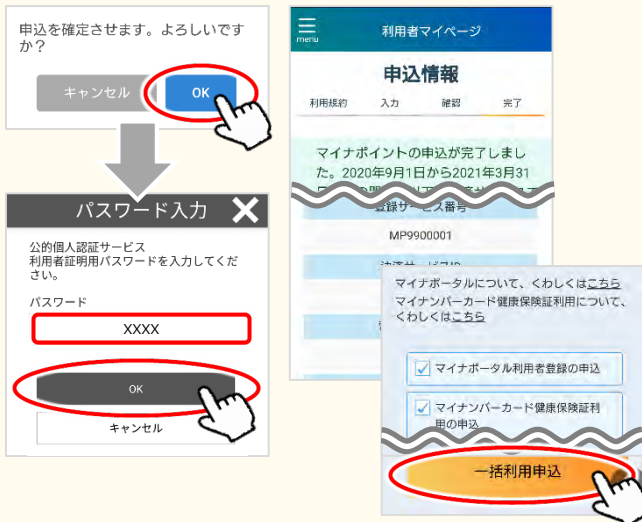 申込を確定させます。よろしいです
か？
キャンセル
OK
パスワード入力
公的個人認証サービス
利用者証明用パスワードを入力してくだ
さい。
パスワード
XXXX
OK
キャンセル
menu
利用者マイページ
申込情報
利用規約 入力 確認 完了
マイナポイントの申込が完了しまし
た。2020年9月1日から2021年3月31
登録サービス番号
MP9900001
マイナポータルについて、くわしくはこちら
マイナンバーカード健康保険証利用について、
くわしくはこちら
マイナポータル利用者登録の申込
マイナンバーカード健康保険証利
用の申込
一括利用申込